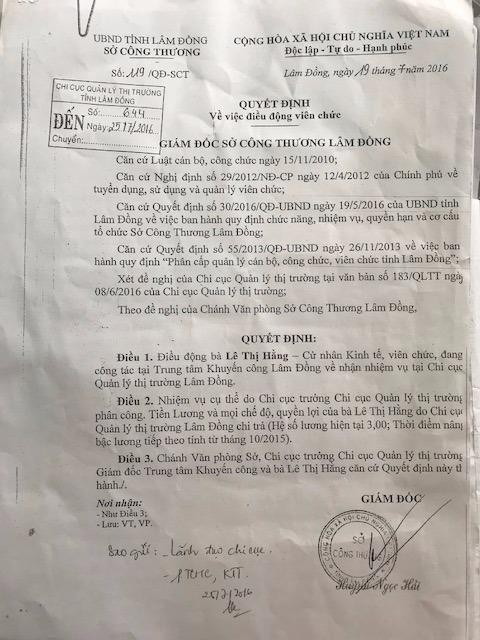 UBND TỈNH LÂM ĐỒNG
SỞ CÔNG THƯƠNG
CỘNG HÒA XÃ HỘI CHỦ NGHĨA VIỆT NAM
Độc lập - Tự do - Hạnh phúc
Số: 119 /QĐ-SCT
Lâm Đồng, ngày 19 tháng 7 năm 2016
CHI CỤC QUẢN LÝ THỊ TRƯỜNG
TỈNH LÂM ĐỒNG
ĐẾN
Số: 644
Ngày: 25/7/2016
Chuyển:
QUYẾT ĐỊNH
Về việc điều động viên chức
GIÁM ĐỐC SỞ CÔNG THƯƠNG LÂM ĐỒNG
Căn cứ Luật cán bộ, công chức ngày 15/11/2010;
Căn cứ Nghị định số 29/2012/NĐ-CP ngày 12/4/2012 của Chính phủ về
tuyển dụng, sử dụng và quản lý viên chức;
Căn cứ Quyết định số 30/2016/QĐ-UBND ngày 19/5/2016 của UBND tỉnh
Lâm Đồng về việc ban hành quy định chức năng, nhiệm vụ, quyền hạn và cơ cấu
tổ chức Sở Công Thương Lâm Đồng;
Căn cứ Quyết định số 55/2013/QĐ-UBND ngày 26/11/2013 về việc ban
hành quy định “Phân cấp quản lý cán bộ, công chức, viên chức tỉnh Lâm Đồng”;
Xét đề nghị của Chi cục Quản lý thị trường tại văn bản số 183/QLTT ngày
08/6/2016 của Chi cục Quản lý thị trường;
Theo đề nghị của Chánh Văn phòng Sở Công Thương Lâm Đồng,
QUYẾT ĐỊNH:
Điều 1. Điều động bà Lê Thị Hằng – Cử nhân Kinh tế, viên chức, đang
công tác tại Trung tâm Khuyến công Lâm Đồng về nhận nhiệm vụ tại Chi cục
Quản lý thị trường Lâm Đồng.
Điều 2. Nhiệm vụ cụ thể do Chi cục trưởng Chi cục Quản lý thị trường
phân công. Tiền Lương và mọi chế độ, quyền lợi của bà Lê Thị Hằng do Chi cục
Quản lý thị trường Lâm Đồng chi trả (Hệ số lương hiện tại 3,00; Thời điểm nâng
bậc lương tiếp theo tính từ tháng 10/2015).
Điều 3. Chánh Văn phòng Sở, Chi cục trưởng Chi cục Quản lý thị trường
Giám đốc Trung tâm Khuyến công và bà Lê Thị Hằng căn cứ Quyết định này thi
hành./.
Nơi nhận:
- Như Điều 3;
- Lưu: VT, VP.
GIÁM ĐỐC
SỞ
CÔNG THƯƠNG
Huỳnh Ngọc Hải
Sao gửi: - Lãnh đạo chi cục.
- PTCHC, KTT
25/7/2016